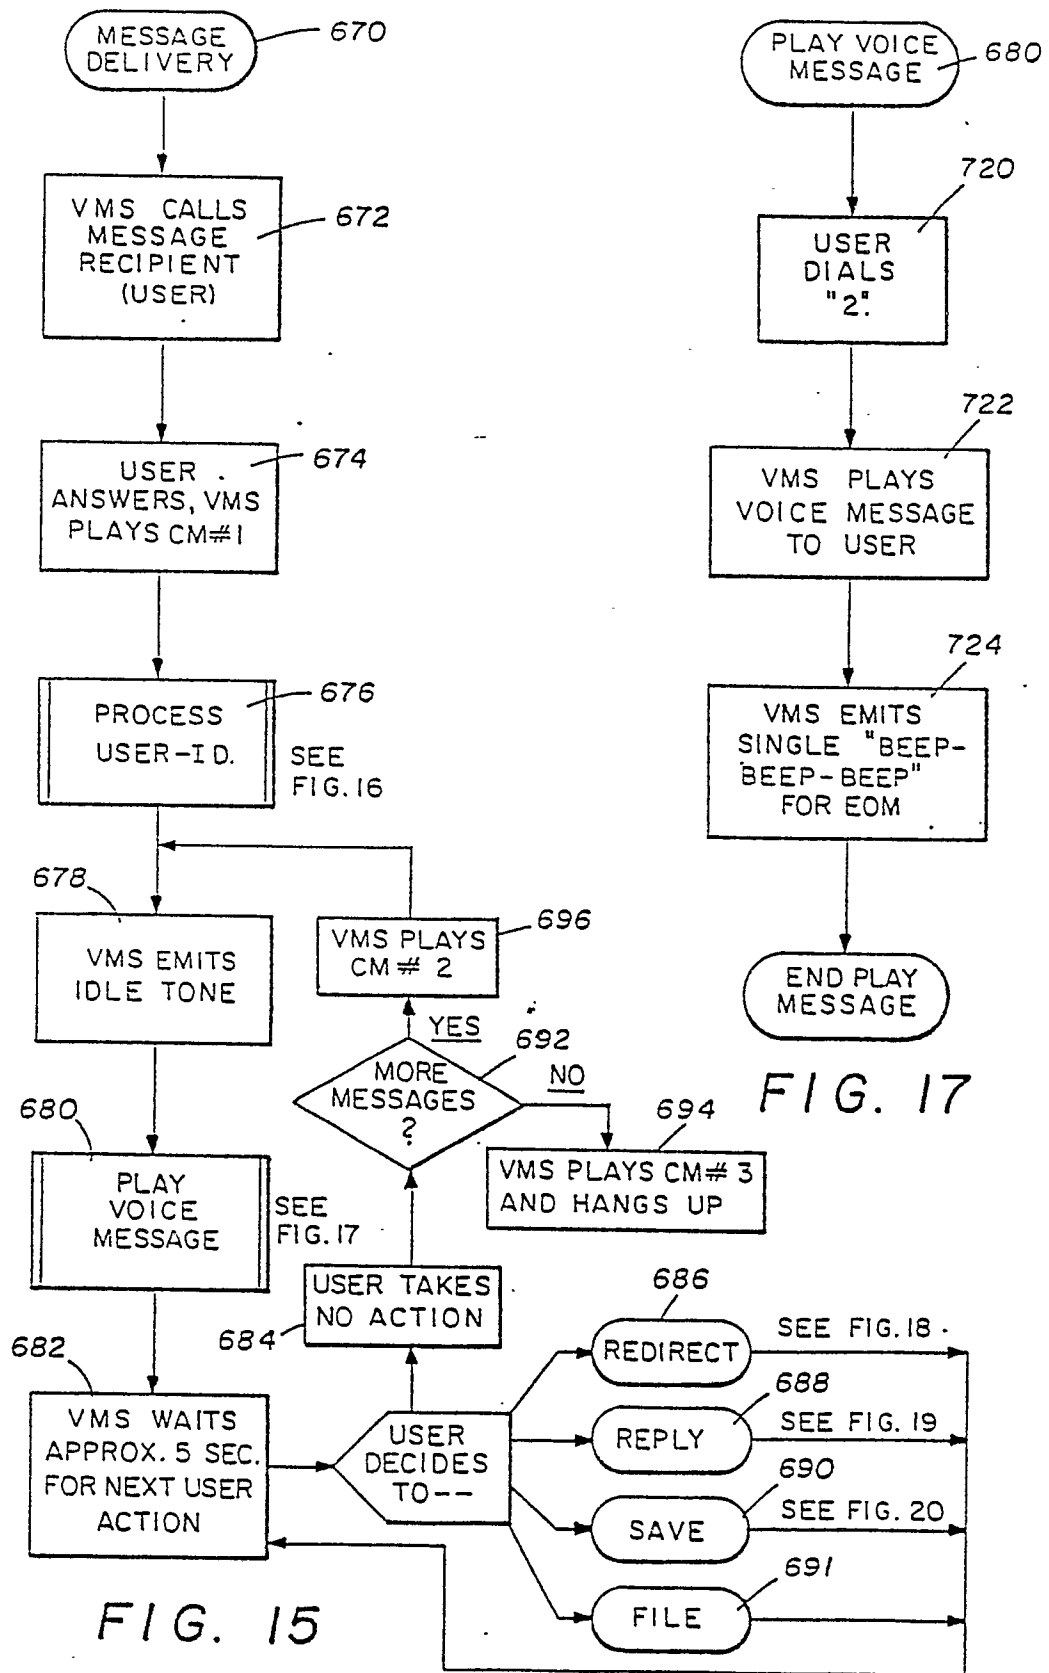 MESSAGE
DELIVERY
670
VMS CALLS
MESSAGE
RECIPIENT
(USER)
672
USER
ANSWERS, VMS
PLAYS CM#1
674
PROCESS
USER-ID.
676
SEE
FIG.16
678
VMS EMITS
IDLE TONE
680
PLAY
VOICE
MESSAGE
SEE
FIG.17
682
VMS WAITS
APPROX. 5 SEC.
FOR NEXT USER
ACTION
USER
DECIDES
TO--
684
USER TAKES
NO ACTION
MORE
MESSAGES
?
692
YES
NO
VMS PLAYS
CM# 2
696
694
VMS PLAYS CM#3
AND HANGS UP
686
REDIRECT
SEE FIG.18
688
REPLY
SEE FIG.19
690
SAVE
SEE FIG.20
691
FILE
FIG. 15
PLAY VOICE
MESSAGE
680
720
USER
DIALS
"2".
722
VMS PLAYS
VOICE MESSAGE
TO USER
724
VMS EMITS
SINGLE "BEEP-
BEEP-BEEP"
FOR EOM
END PLAY
MESSAGE
FIG. 17